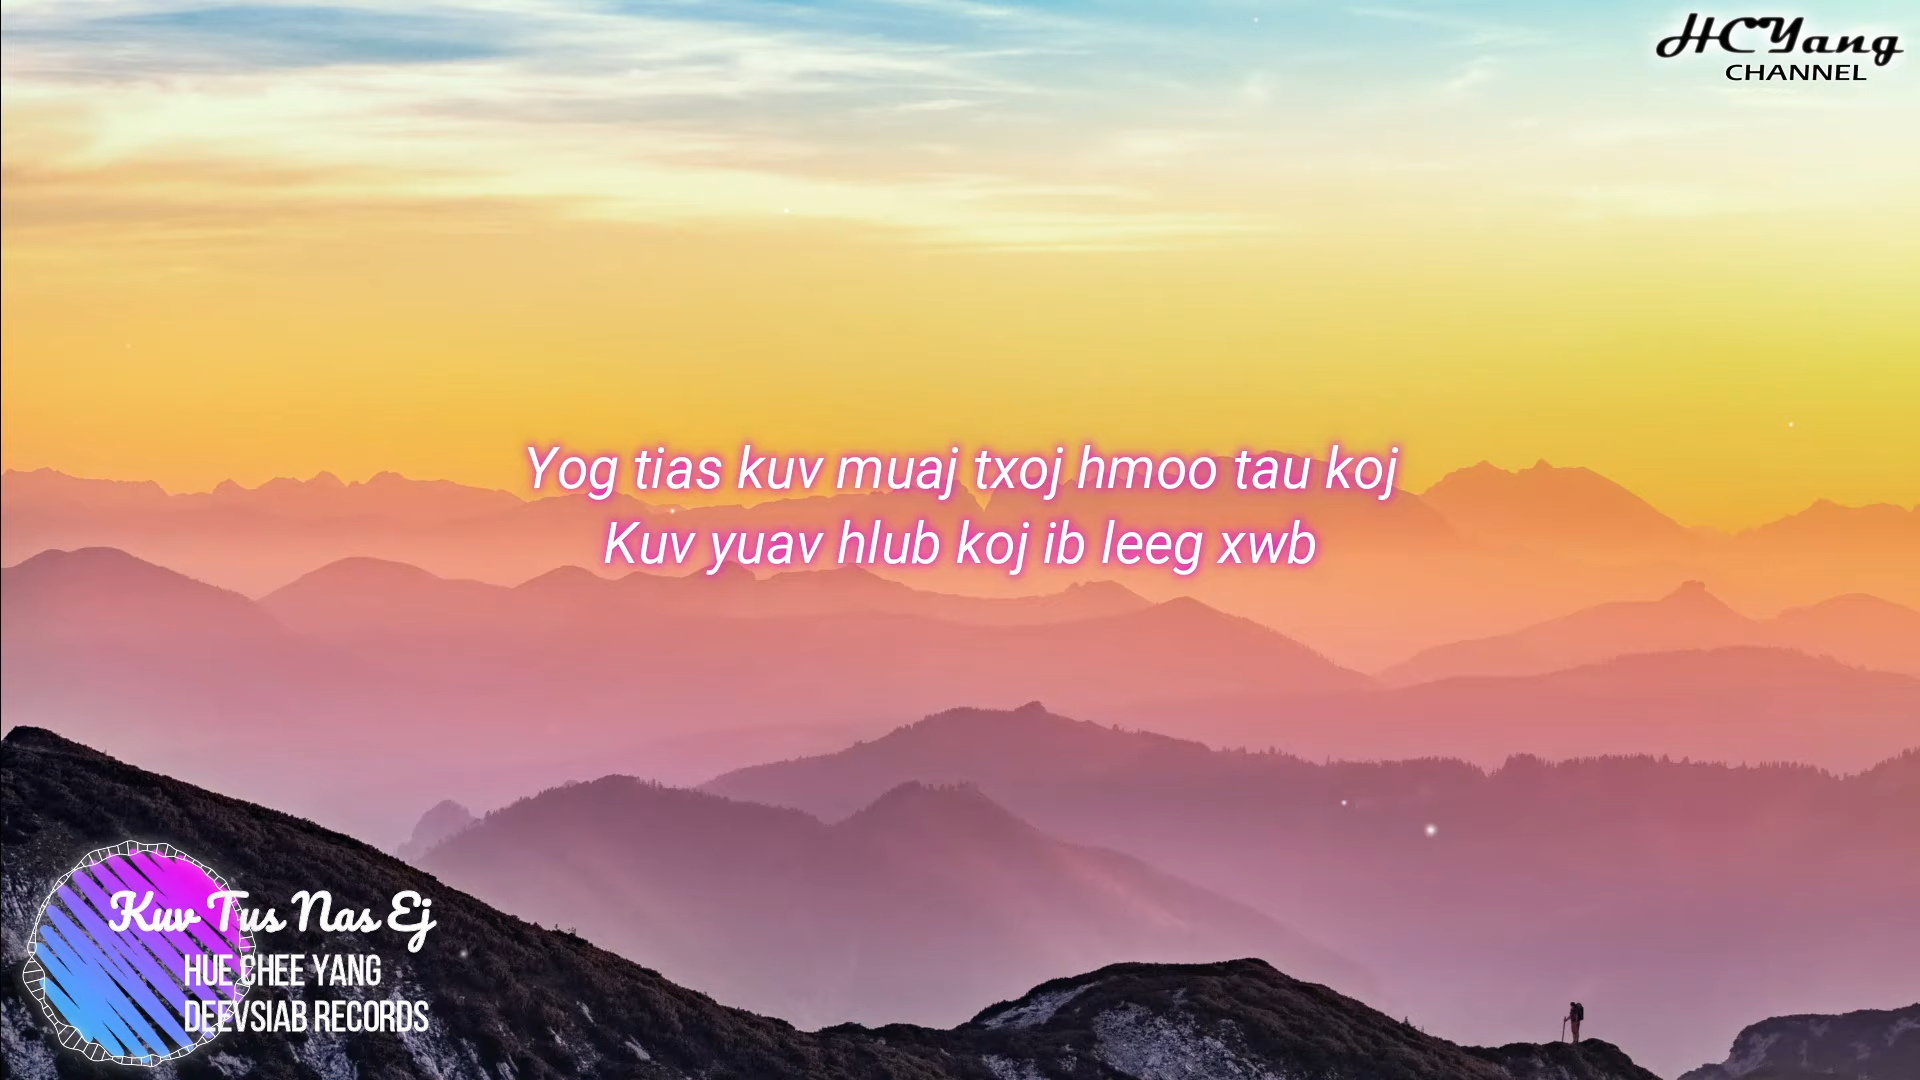 HCYang
CHANNEL
Yog tias kuv muaj txoj hmoo tau koj
Kuv yuav hlub koj ib leeg xwb
Kuv Tus Nas Ej
HUE CHEE YANG
DEEVSIAB RECORDS